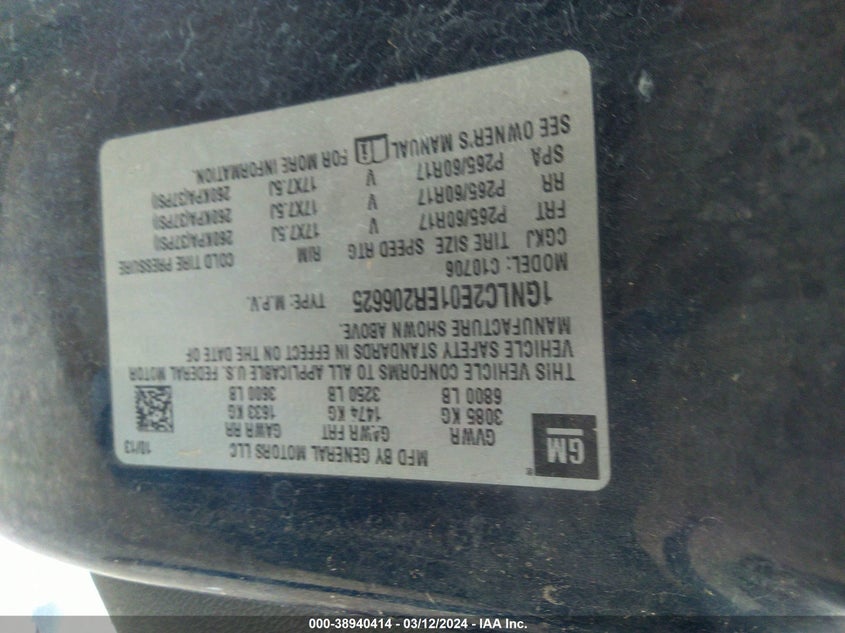 MFD BY GENERAL MOTORS LLC 10/13
GM ®
GVWR GAWR FRT GAWR RR
3085 KG 1474 KG 1633 KG
6800 LB 3250 LB 3600 LB
THIS VEHICLE CONFORMS TO ALL APPLICABLE U.S. FEDERAL MOTOR
VEHICLE SAFETY STANDARDS IN EFFECT ON THE DATE OF
MANUFACTURE SHOWN ABOVE.
1GNLC2E01ER206625 TYPE: M.P.V.
MODEL: C10706
CGKJ TIRE SIZE SPEED RTG RIM COLD TIRE PRESSURE
FRT P265/60R17 V 17X7.5J 260KPA(37PSI)
RR P265/60R17 V 17X7.5J 260KPA(37PSI)
SPA P265/60R17 V 17X7.5J 260KPA(37PSI)
SEE OWNER'S MANUAL i FOR MORE INFORMATION.
000-38940414 - 03/12/2024 - IAA Inc.